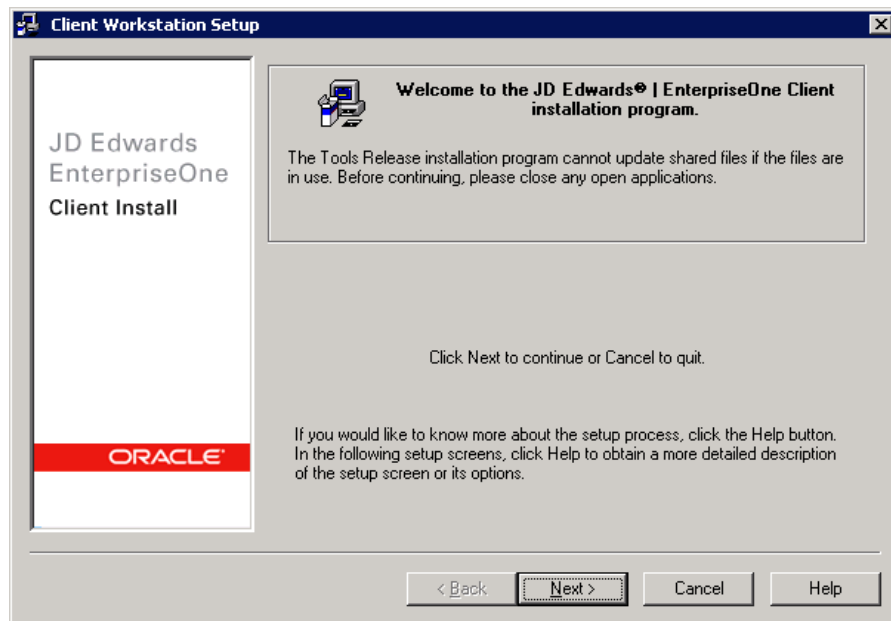 Client Workstation Setup
JD Edwards
EnterpriseOne
Client Install
ORACLE®
Welcome to the JD Edwards® | EnterpriseOne Client
installation program.
The Tools Release installation program cannot update shared files if the files are
in use. Before continuing, please close any open applications.
Click Next to continue or Cancel to quit.
If you would like to know more about the setup process, click the Help button.
In the following setup screens, click Help to obtain a more detailed description
of the setup screen or its options.
< Back
Next >
Cancel
Help